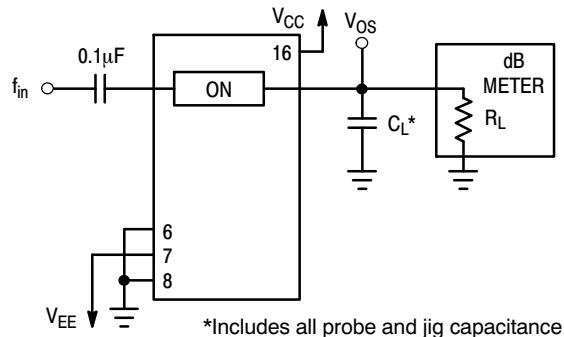 V_CC
V_OS
16
0.1μF
f_in
ON
dB
METER
C_L*
R_L
6
7
8
V_EE
*Includes all probe and jig capacitance